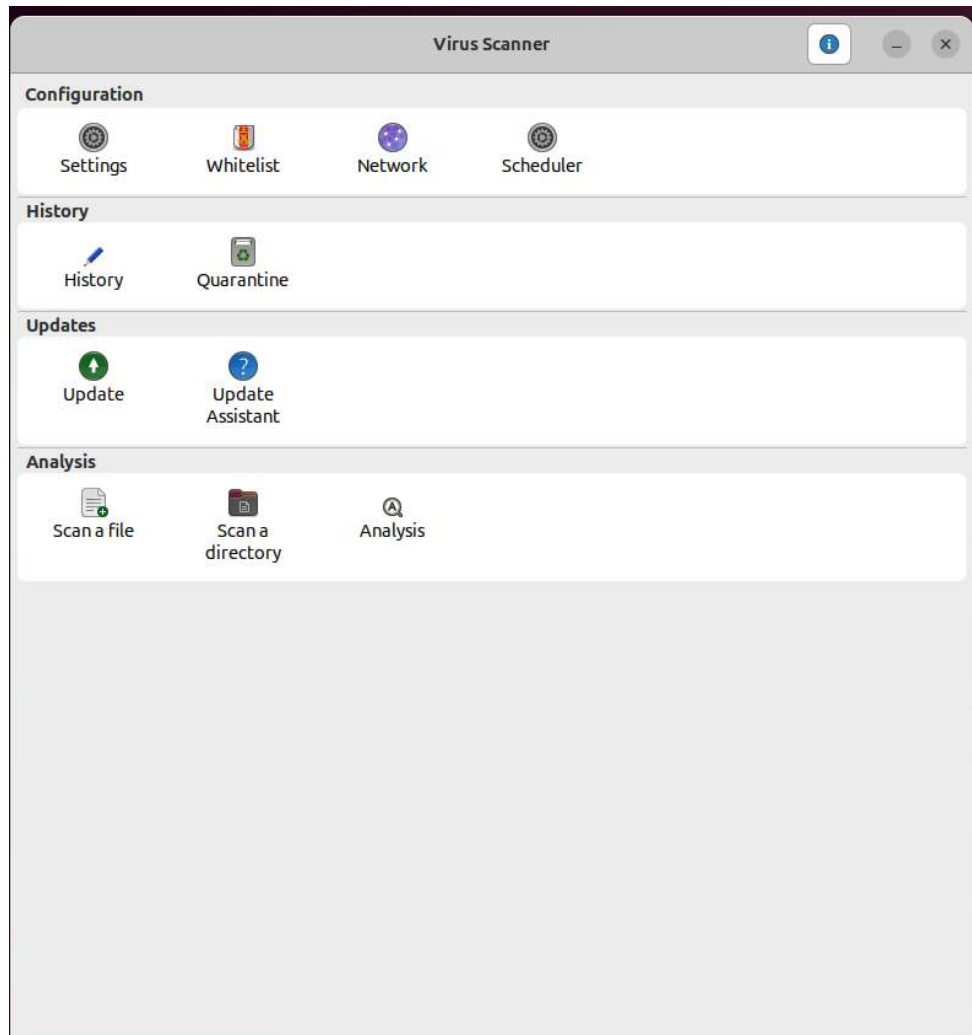 Virus Scanner
Configuration
Settings Whitelist Network Scheduler
History
History Quarantine
Updates
Update Update
Assistant
Analysis
Scan a file Scan a Analysis
directory